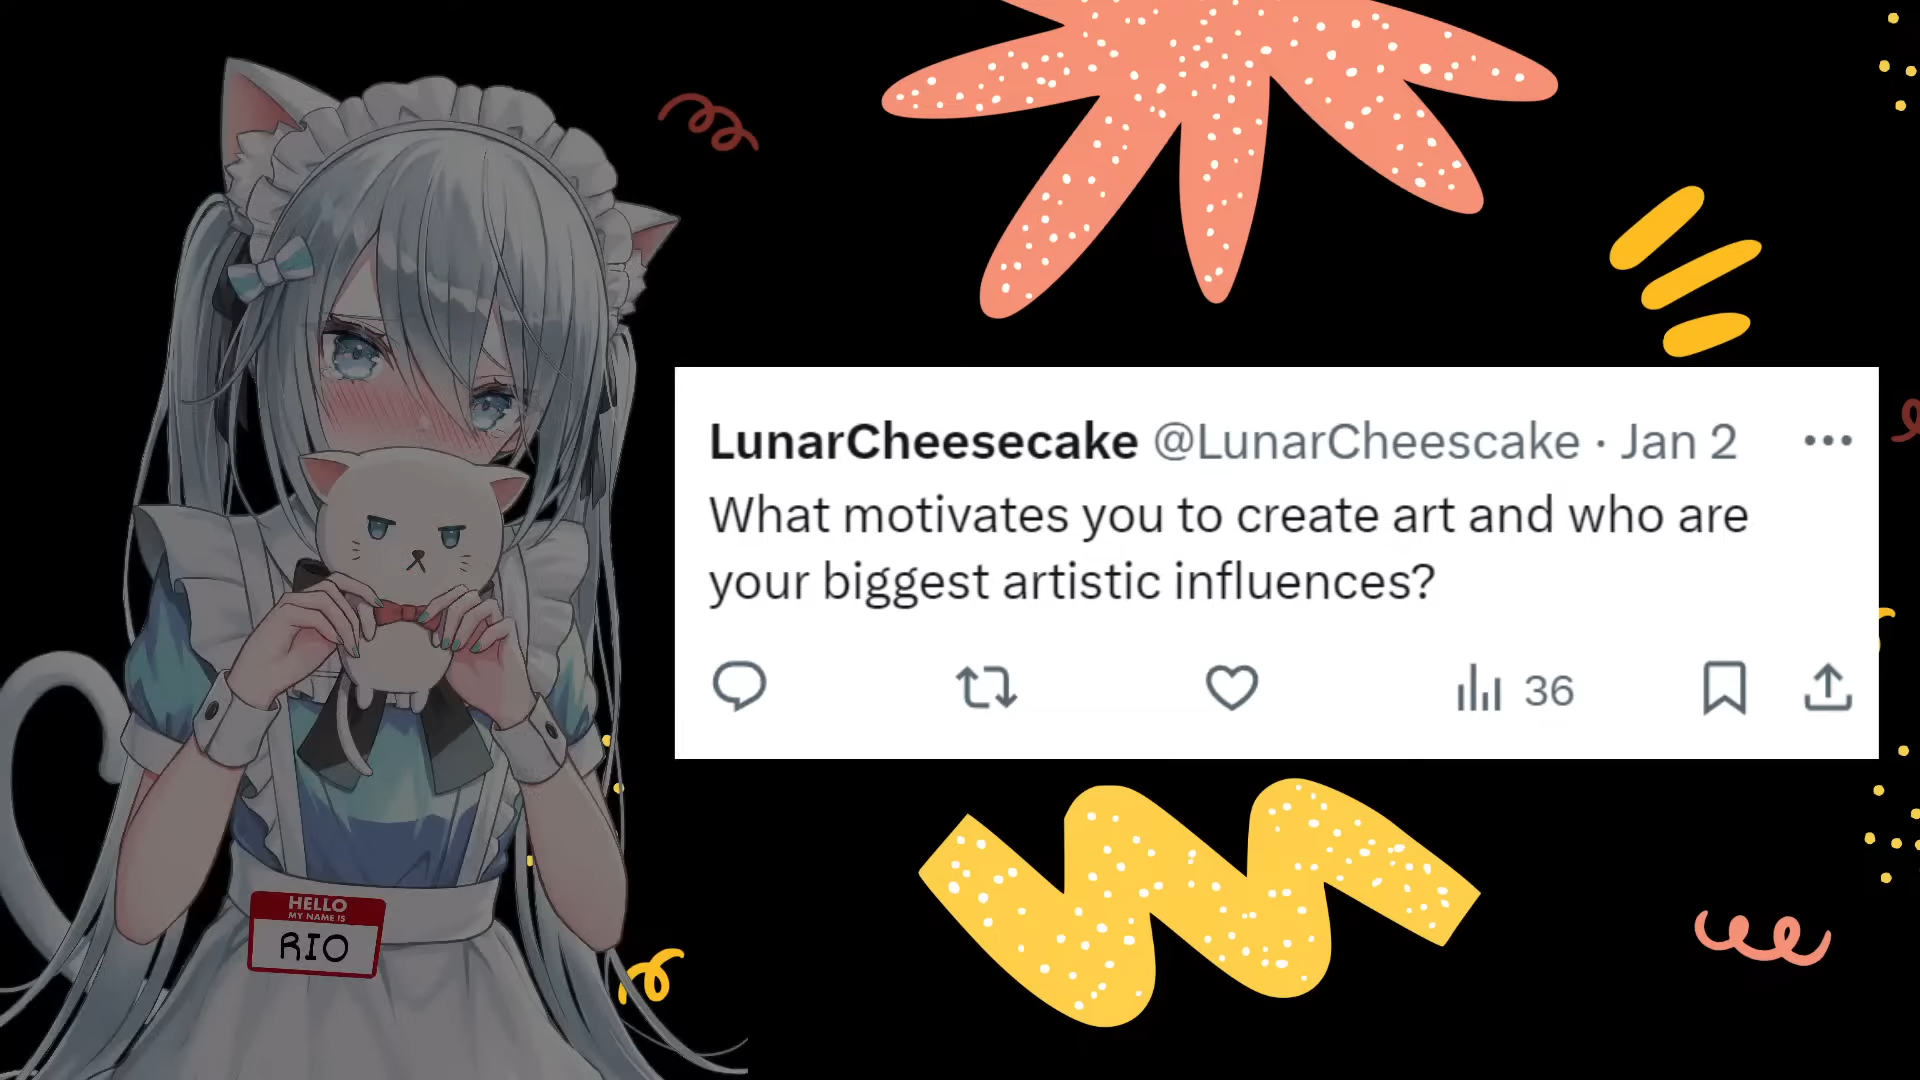 LunarCheesecake @LunarCheescake · Jan 2
What motivates you to create art and who are
your biggest artistic influences?
36
HELLO
MY NAME IS
RIO